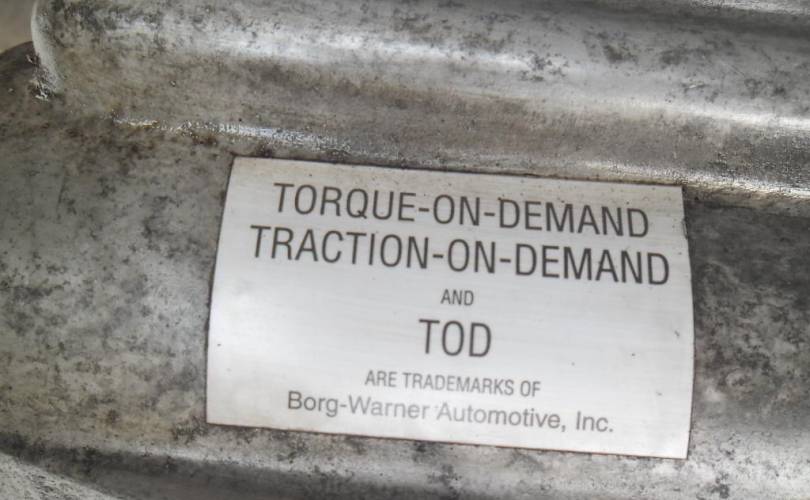 TORQUE-ON-DEMAND
TRACTION-ON-DEMAND
AND
TOD
ARE TRADEMARKS OF
Borg-Warner Automotive, Inc.